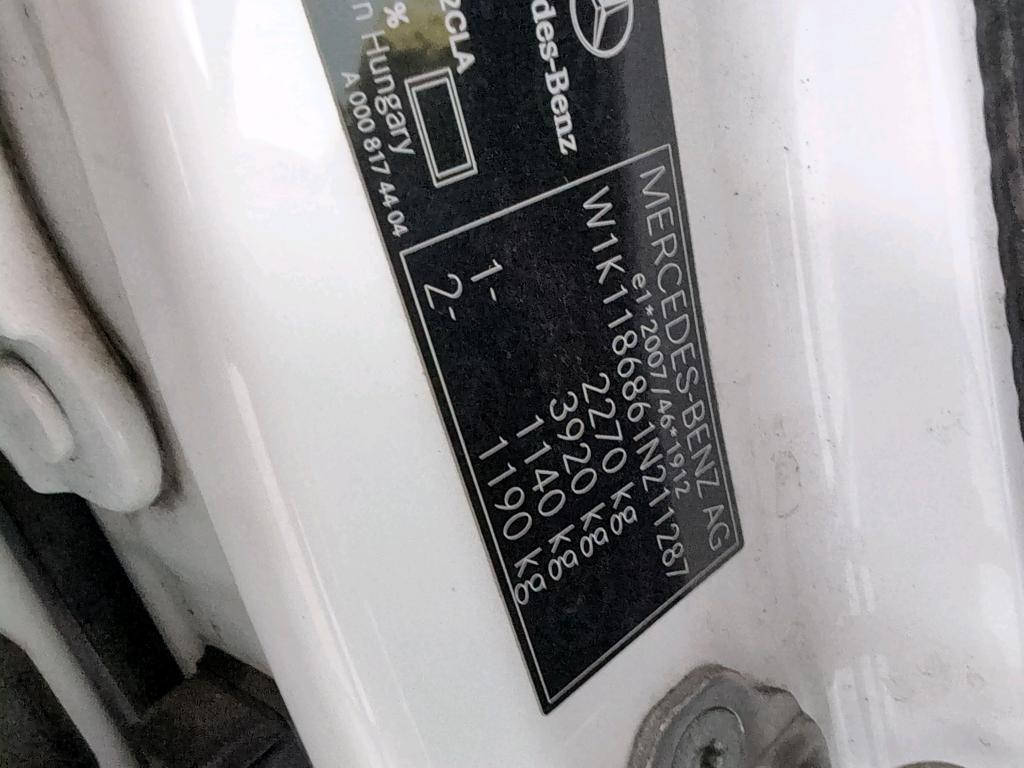 MERCEDES-BENZ AG
e1*2007/46*1912
W1K1186861N211287
2270 kg
3920 kg
1- 1140 kg
2- 1190 kg
des-Benz
2CLA
%
n Hungary
A 000 817 44 04